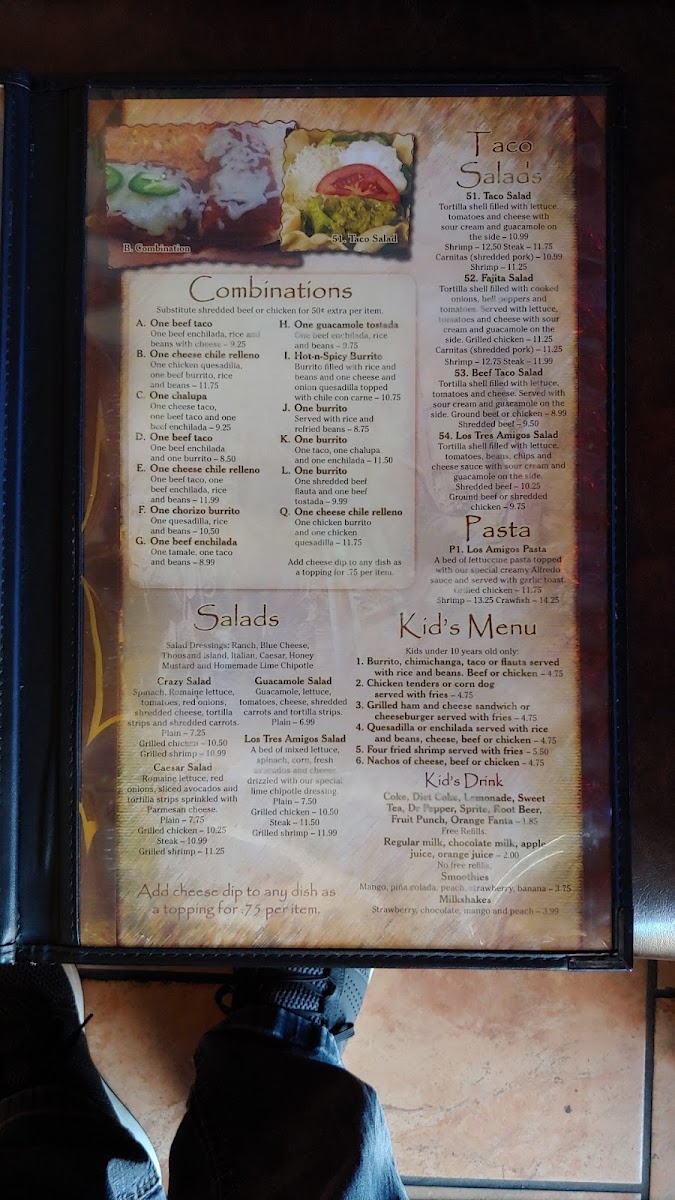 B. Combination
51. Taco Salad
Combinations
Substitute shredded beef or chicken for 50¢ extra per item.
A. One beef taco
One beef enchilada, rice and
beans with cheese – 9.25
B. One cheese chile relleno
One chicken quesadilla,
one beef burrito, rice
and beans – 11.75
C. One chalupa
One cheese taco,
one beef taco and one
beef enchilada – 9.25
D. One beef taco
One beef enchilada
and one burrito – 8.50
E. One cheese chile relleno
One beef taco, one
beef enchilada, rice
and beans – 11.99
F. One chorizo burrito
One quesadilla, rice
and beans – 10.50
G. One beef enchilada
One tamale, one taco
and beans – 8.99
H. One guacamole tostada
One beef enchilada, rice
and beans – 9.75
I. Hot-n-Spicy Burrito
Burrito filled with rice and
beans and one cheese and
onion quesadilla topped
with chile con carne – 10.75
J. One burrito
Served with rice and
refried beans – 8.75
K. One burrito
One taco, one chalupa
and one enchilada – 11.50
L. One burrito
One shredded beef
flauta and one beef
tostada – 9.99
Q. One cheese chile relleno
One chicken burrito
and one chicken
quesadilla – 11.75
Add cheese dip to any dish as
a topping for .75 per item.
Taco
Salads
51. Taco Salad
Tortilla shell filled with lettuce,
tomatoes and cheese with
sour cream and guacamole on
the side – 10.99
Shrimp – 12.50 Steak – 11.75
Carnitas (shredded pork) – 10.99
Shrimp – 11.25
52. Fajita Salad
Tortilla shell filled with cooked
onions, bell peppers and
tomatoes. Served with lettuce,
tomatoes and cheese with sour
cream and guacamole on the
side. Grilled chicken – 11.25
Carnitas (shredded pork) – 11.25
Shrimp – 12.75 Steak – 11.99
53. Beef Taco Salad
Tortilla shell filled with lettuce,
tomatoes and cheese. Served with
sour cream and guacamole on the
side. Ground beef or chicken – 8.99
Shredded beef – 9.50
54. Los Tres Amigos Salad
Tortilla shell filled with lettuce,
tomatoes, beans, chips and
cheese sauce with sour cream and
guacamole on the side.
Shredded beef – 10.25
Ground beef or shredded
chicken – 9.75
Pasta
P1. Los Amigos Pasta
A bed of lettuccine pasta topped
with our special creamy Alfredo
sauce and served with garlic toast.
Grilled chicken – 11.75
Shrimp – 13.25 Crawfish – 14.25
Salads
Salad Dressings: Ranch, Blue Cheese,
Thousand Island, Italian, Caesar, Honey
Mustard and Homemade Lime Chipotle
Crazy Salad
Spinach, Romaine lettuce,
tomatoes, red onions,
shredded cheese, tortilla
strips and shredded carrots.
Plain – 7.25
Grilled chicken – 10.50
Grilled shrimp – 10.99
Caesar Salad
Romaine lettuce, red
onions, sliced avocados and
tortilla strips sprinkled with
Parmesan cheese.
Plain – 7.75
Grilled chicken – 10.25
Steak – 10.99
Grilled shrimp – 11.25
Guacamole Salad
Guacamole, lettuce,
tomatoes, cheese, shredded
carrots and tortilla strips.
Plain – 6.99
Los Tres Amigos Salad
A bed of mixed lettuce,
spinach, corn, fresh
avocados and cheese
drizzled with our special
lime chipotle dressing.
Plain – 7.50
Grilled chicken – 10.50
Steak – 11.50
Grilled shrimp – 11.99
Add cheese dip to any dish as
a topping for .75 per item.
Kid's Menu
Kids under 10 years old only:
1. Burrito, chimichanga, taco or flauta served
with rice and beans. Beef or chicken – 4.75
2. Chicken tenders or corn dog
served with fries – 4.75
3. Grilled ham and cheese sandwich or
cheeseburger served with fries – 4.75
4. Quesadilla or enchilada served with rice
and beans, cheese, beef or chicken – 4.75
5. Four fried shrimp served with fries – 5.50
6. Nachos of cheese, beef or chicken – 4.75
Kid's Drink
Coke, Diet Coke, Lemonade, Sweet
Tea, Dr Pepper, Sprite, Root Beer,
Fruit Punch, Orange Fanta – 1.85
Free Refills.
Regular milk, chocolate milk, apple
juice, orange juice – 2.00
No free refills.
Smoothies
Mango, piña colada, peach, strawberry, banana – 3.75
Milkshakes
Strawberry, chocolate, mango and peach – 3.99